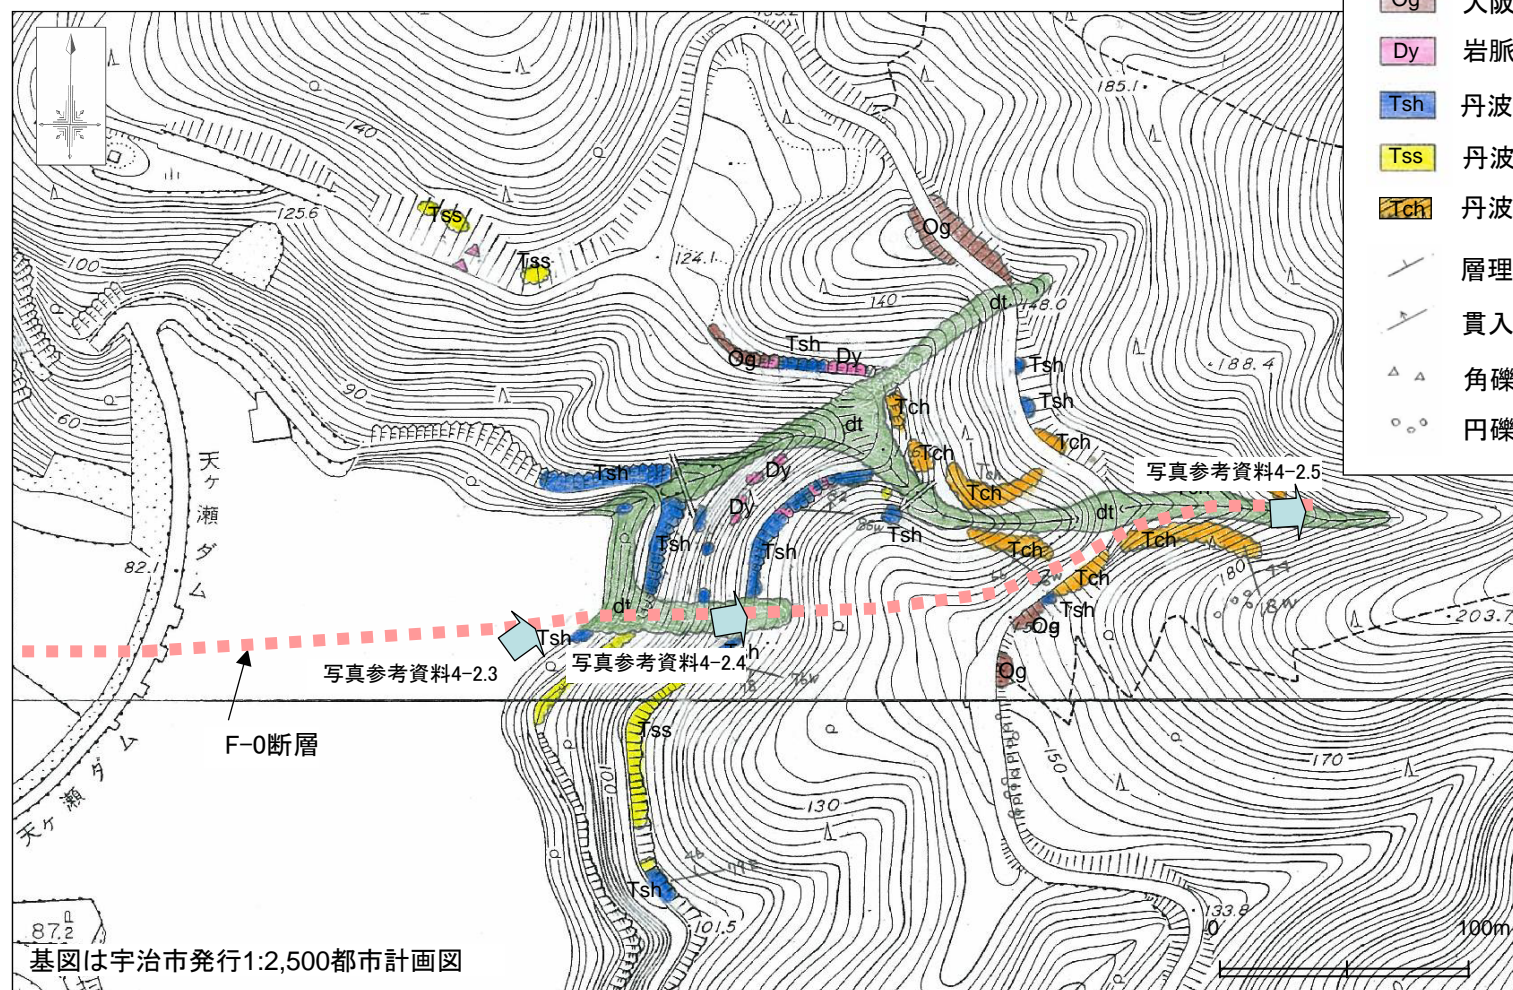 Og 大阪
Dy 岩脈
Tsh 丹波
Tss 丹波
Tch 丹波
層理
貫入
角礫
円礫
185.1
140
Tss
125.6
Og
Tss
124.1
100
140
dt
148.0
Tsh
Og
Dy
Tsh
188.4
90
Tsh
Tch
60
dt
Tch
Tch
Tch
Tsh
Dy
写真参考資料4-2.5
Tch
天ヶ瀬ダム
Dy
dt
Tsh
Tsh
Tsh
Tch
Tch
82.1
Tch
180
44
18W
dt
Tsh
203.7
Og
Tsh
写真参考資料4-2.3
写真参考資料4-2.4
76W
Og
Tss
F-0断層
100
150
170
天ヶ瀬ダム
130
Tsh
87.2
101.5
133.8
0 100m
基図は宇治市発行1:2,500都市計画図